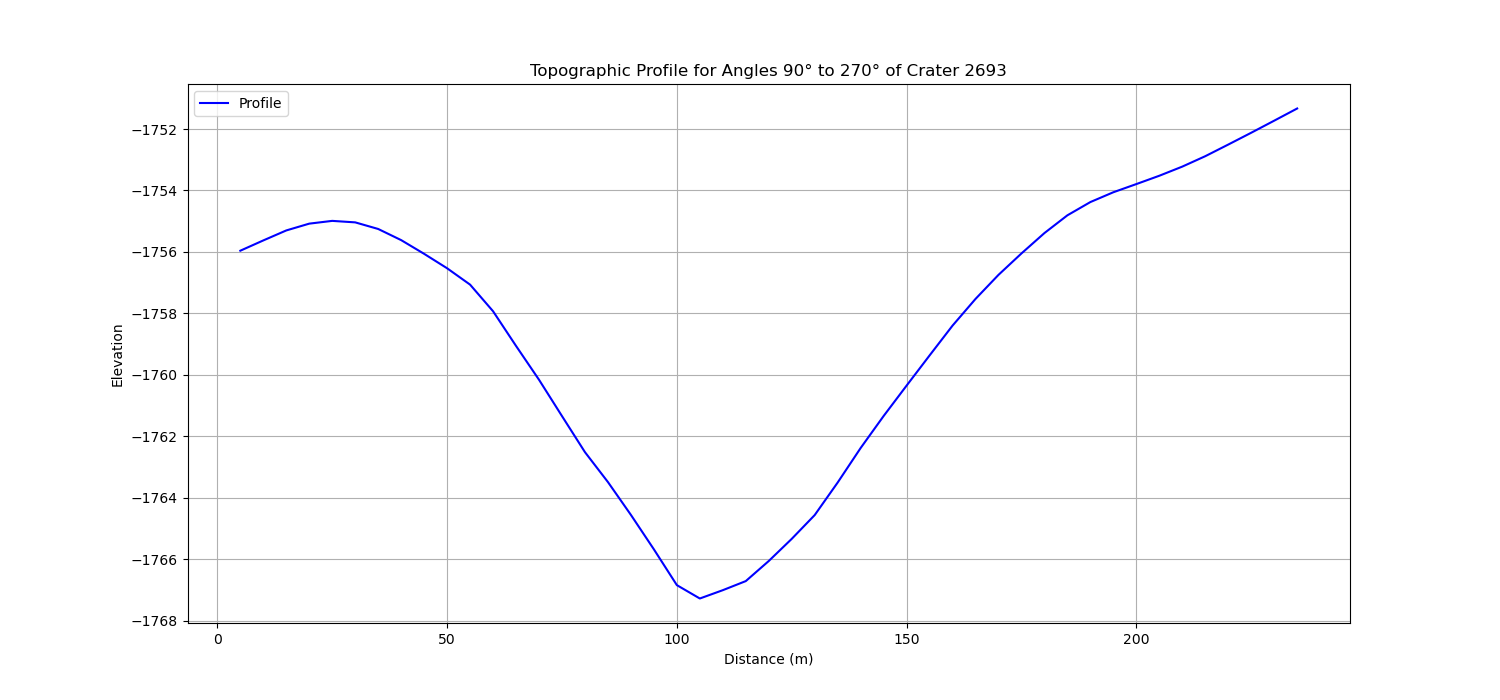 Topographic Profile for Angles 90° to 270° of Crater 2693
Profile
−1752
−1754
−1756
−1758
−1760
−1762
−1764
−1766
−1768
Elevation
0 50 100 150 200
Distance (m)